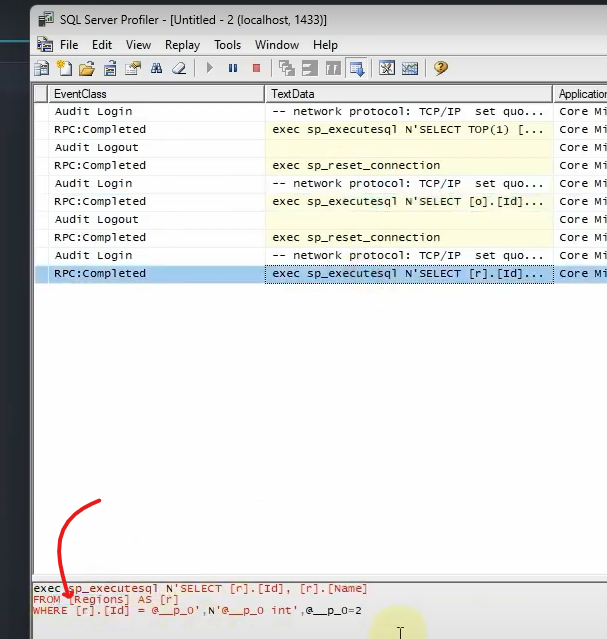 SQL Server Profiler - [Untitled - 2 (localhost, 1433)]
File Edit View Replay Tools Window Help
EventClass TextData Application
Audit Login -- network protocol: TCP/IP set quo... Core Mi
RPC:Completed exec sp_executesql N'SELECT TOP(1) [... Core Mi
Audit Logout Core Mi
RPC:Completed exec sp_reset_connection Core Mi
Audit Login -- network protocol: TCP/IP set quo... Core Mi
RPC:Completed exec sp_executesql N'SELECT [o].[Id]... Core Mi
Audit Logout Core Mi
RPC:Completed exec sp_reset_connection Core Mi
Audit Login -- network protocol: TCP/IP set quo... Core Mi
RPC:Completed exec sp_executesql N'SELECT [r].[Id]... Core Mi
exec sp_executesql N'SELECT [r].[Id], [r].[Name]
FROM [Regions] AS [r]
WHERE [r].[Id] = @__p_0',N'@__p_0 int',@__p_0=2